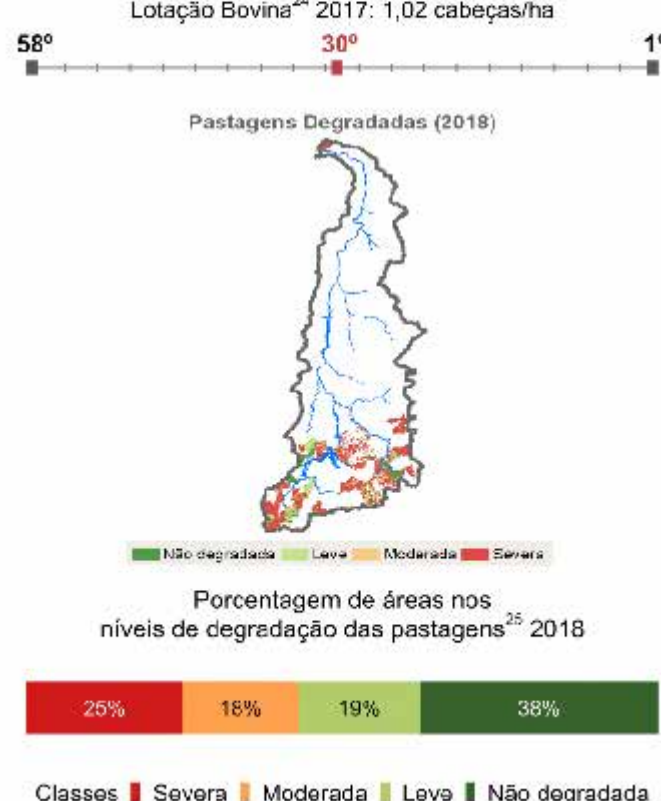 Lotação Bovina²⁴ 2017: 1,02 cabeças/ha
58º 30º 1º
Pastagens Degradadas (2018)
Não degradada Leve Moderada Severa
Porcentagem de áreas nos
níveis de degradação das pastagens²⁵ 2018
25% 18% 19% 38%
Classes Severa Moderada Leve Não degradada